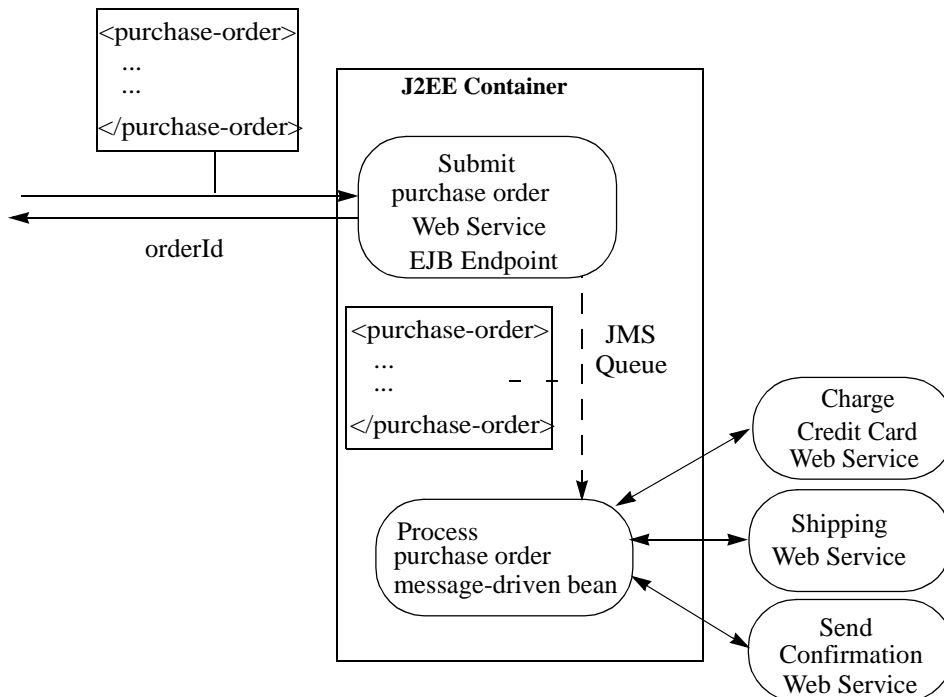 <purchase-order>
...
...
</purchase-order>
J2EE Container
Submit
purchase order
Web Service
EJB Endpoint
orderId
<purchase-order>
...
...
</purchase-order>
JMS
Queue
Charge
Credit Card
Web Service
Process
purchase order
message-driven bean
Shipping
Web Service
Send
Confirmation
Web Service